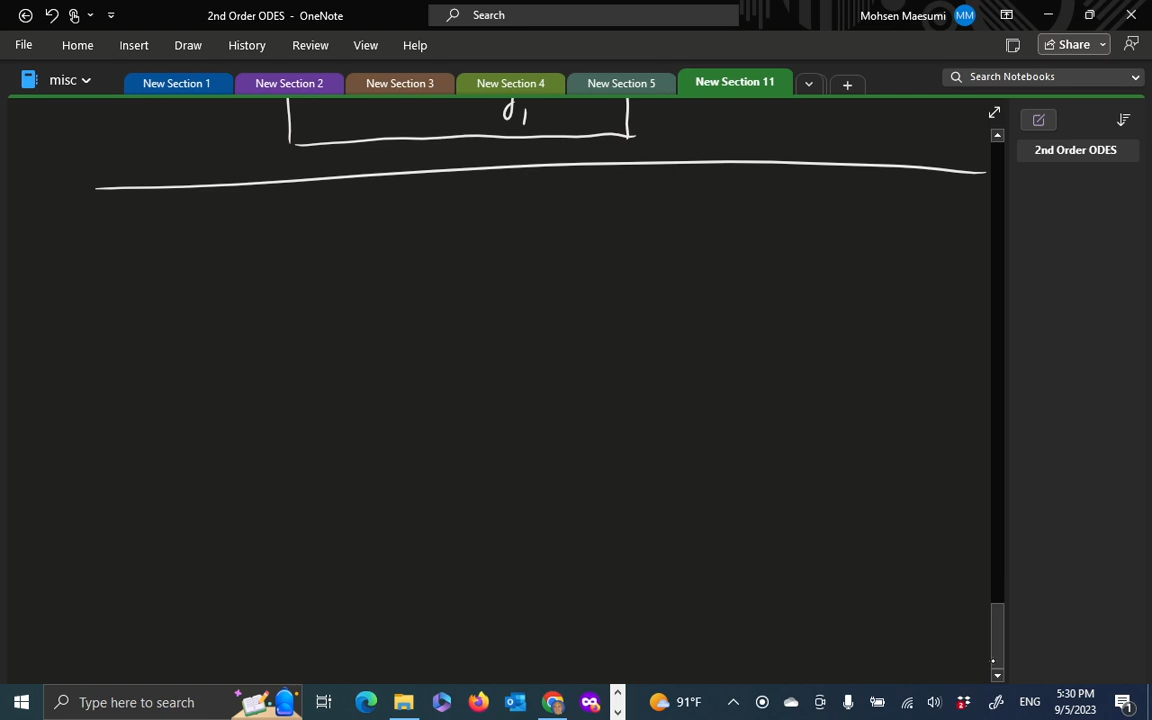 2nd Order ODES - OneNote
Search
Mohsen Maesumi
MM
File
Home
Insert
Draw
History
Review
View
Help
Share
misc
New Section 1
New Section 2
New Section 3
New Section 4
New Section 5
New Section 11
Search Notebooks
2nd Order ODES
Type here to search
91°F
ENG
5:30 PM
9/5/2023
1